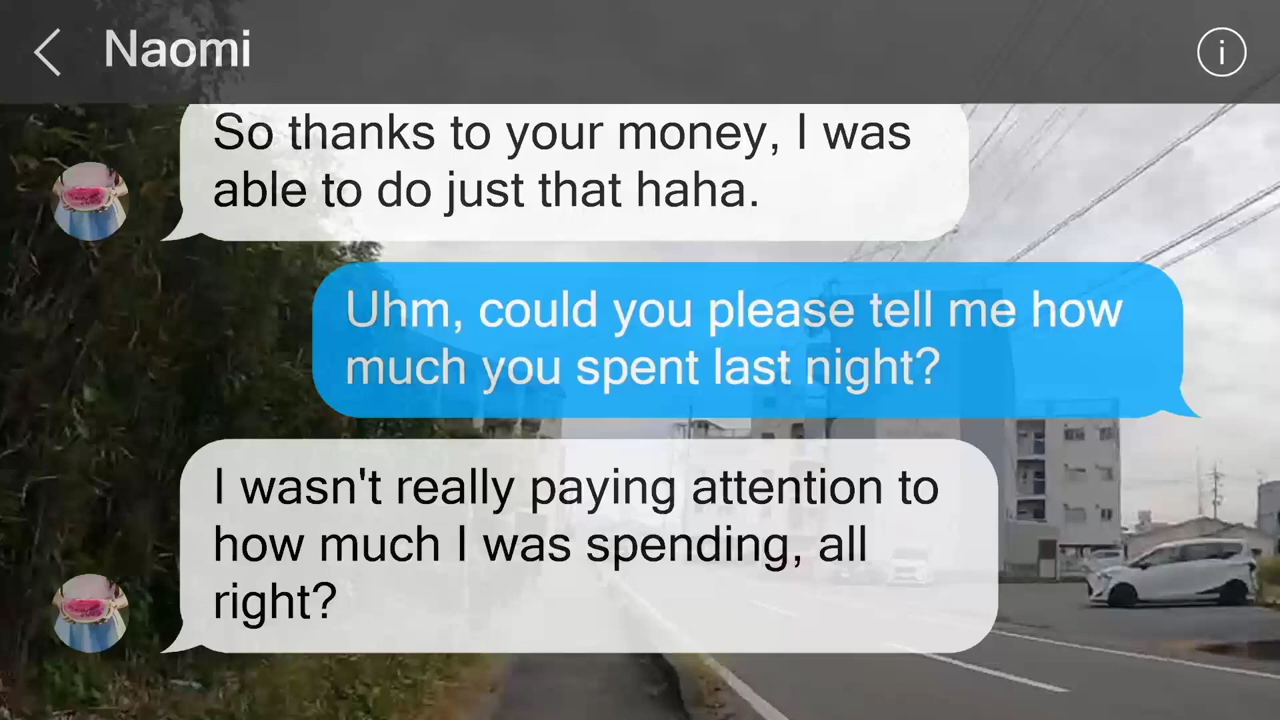 Naomi
i
So thanks to your money, I was
able to do just that haha.
Uhm, could you please tell me how
much you spent last night?
I wasn't really paying attention to
how much I was spending, all
right?